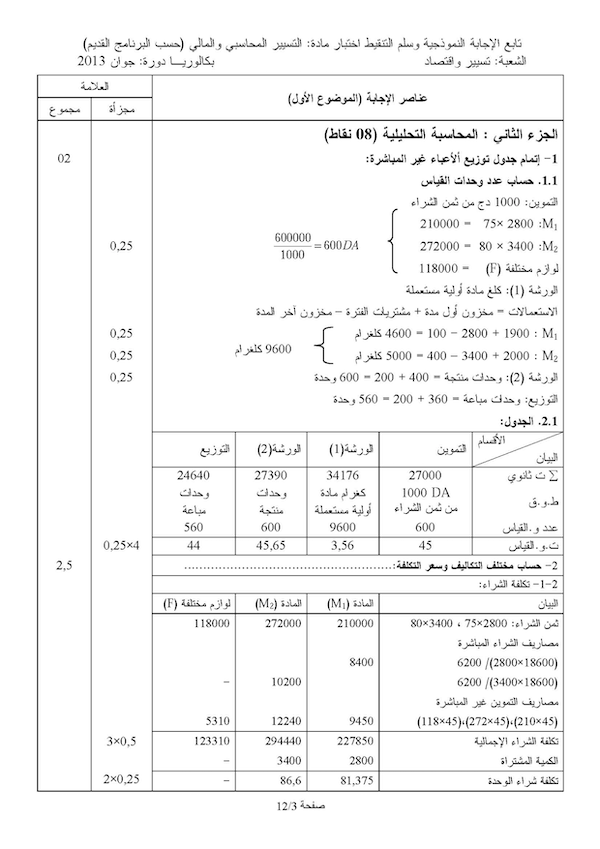 تابع الإجابة النموذجية وسلم التنقيط اختبار مادة: التسيير المحاسبي والمالي (حسب البرنامج القديم)
الشعبة: تسيير واقتصاد بكالوريـــا دورة: جوان 2013
عناصر الإجابة (الموضوع الأول) العلامة
مجزأة مجموع
الجزء الثاني : المحاسبة التحليلية (08 نقاط)
1- إتمام جدول توزيع ألأعباء غير المباشرة: 02
1.1. حساب عدد وحدات القياس
التموين: 1000 دج من ثمن الشراء
M1: 2800 ×75 = 210000
M2: 3400 × 80 = 272000 600000/1000 = 600DA 0,25
لوازم مختلفة (F) = 118000
الورشة (1): كلغ مادة أولية مستعملة
الاستعمالات = مخزون أول مدة + مشتريات الفترة – مخزون آخر المدة
M1 : 1900 + 2800 – 100 = 4600 كلغرام 0,25
9600 كلغرام
M2 : 2000 + 3400 – 400 = 5000 كلغرام 0,25
الورشة (2): وحدات منتجة = 400 + 200 = 600 وحدة 0,25
التوزيع: وحدات مباعة = 360 + 200 = 560 وحدة
2.1. الجدول:
الأقسام التموين الورشة(1) الورشة(2) التوزيع
البيان
∑ ت ثانوي 27000 34176 27390 24640
ط.و.ق 1000 DA كغرام مادة وحدات وحدات
من ثمن الشراء أولية مستعملة منتجة مباعة
عدد و.القياس 600 9600 600 560
ت.و.القياس 45 3,56 45,65 44 0,25×4
2- حساب مختلف التكاليف وسعر التكلفة:...................................................... 2,5
2-1- تكلفة الشراء:
البيان المادة (M1) المادة (M2) لوازم مختلفة (F)
ثمن الشراء: 2800×75 ، 3400×80 210000 272000 118000
مصاريف الشراء المباشرة
(18600×2800)/ 6200 8400
(18600×3400)/ 6200 10200 –
مصاريف التموين غير المباشرة
(45×210)،(45×272)،(45×118) 9450 12240 5310
تكلفة الشراء الإجمالية 227850 294440 123310 3×0,5
الكمية المشتراة 2800 3400 –
تكلفة شراء الوحدة 81,375 86,6 – 2×0,25
صفحة 12/3